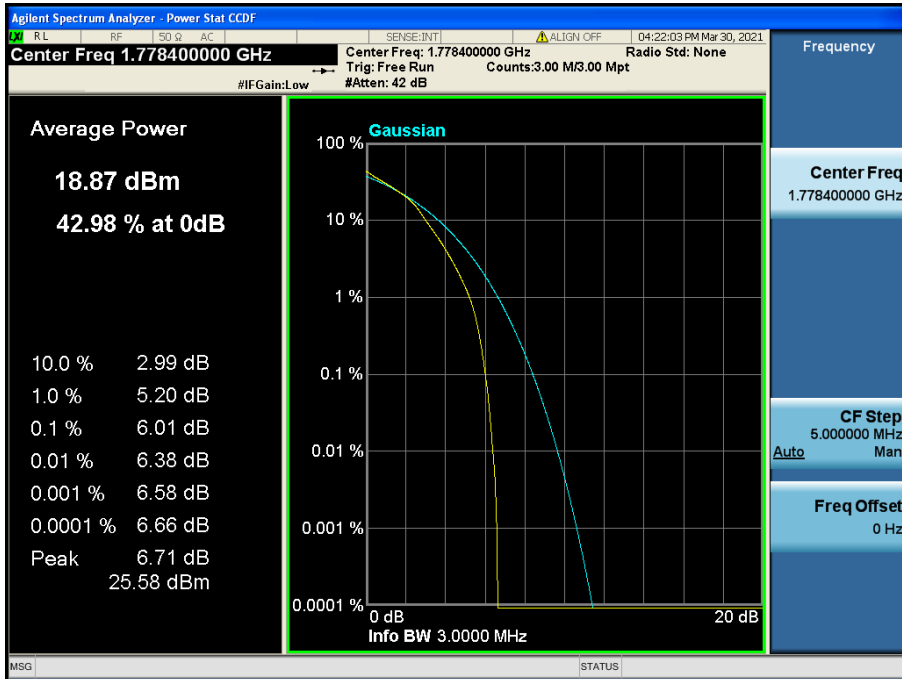 Agilent Spectrum Analyzer - Power Stat CCDF
LXI RL RF 50 Ω AC SENSE:INT ALIGN OFF 04:22:03 PM Mar 30, 2021
Center Freq 1.778400000 GHz
Center Freq: 1.778400000 GHz Radio Std: None
Trig: Free Run Counts:3.00 M/3.00 Mpt
#IFGain:Low #Atten: 42 dB
Frequency
Average Power
18.87 dBm
42.98 % at 0dB
10.0 % 2.99 dB
1.0 % 5.20 dB
0.1 % 6.01 dB
0.01 % 6.38 dB
0.001 % 6.58 dB
0.0001 % 6.66 dB
Peak 6.71 dB
25.58 dBm
Gaussian
100 %
10 %
1 %
0.1 %
0.01 %
0.001 %
0.0001 %
0 dB 20 dB
Info BW 3.0000 MHz
Center Freq
1.778400000 GHz
CF Step
5.000000 MHz
Auto Man
Freq Offset
0 Hz
MSG STATUS